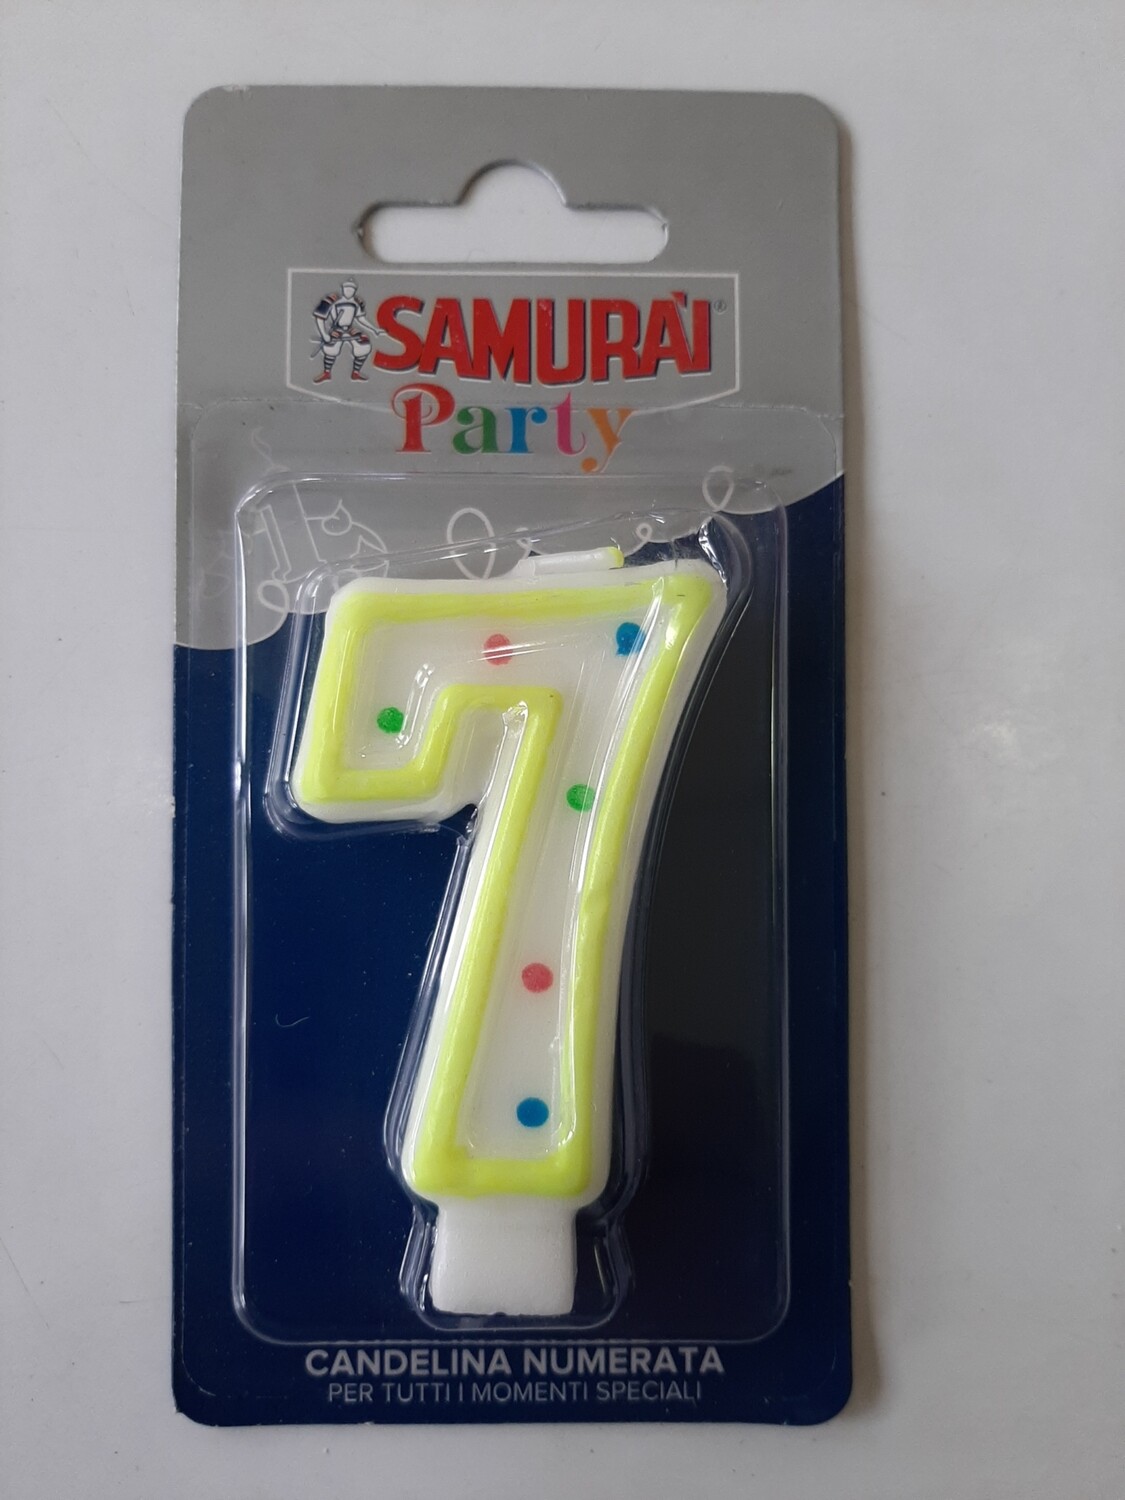 SAMURAI®
Party
7
CANDELINA NUMERATA
PER TUTTI I MOMENTI SPECIALI